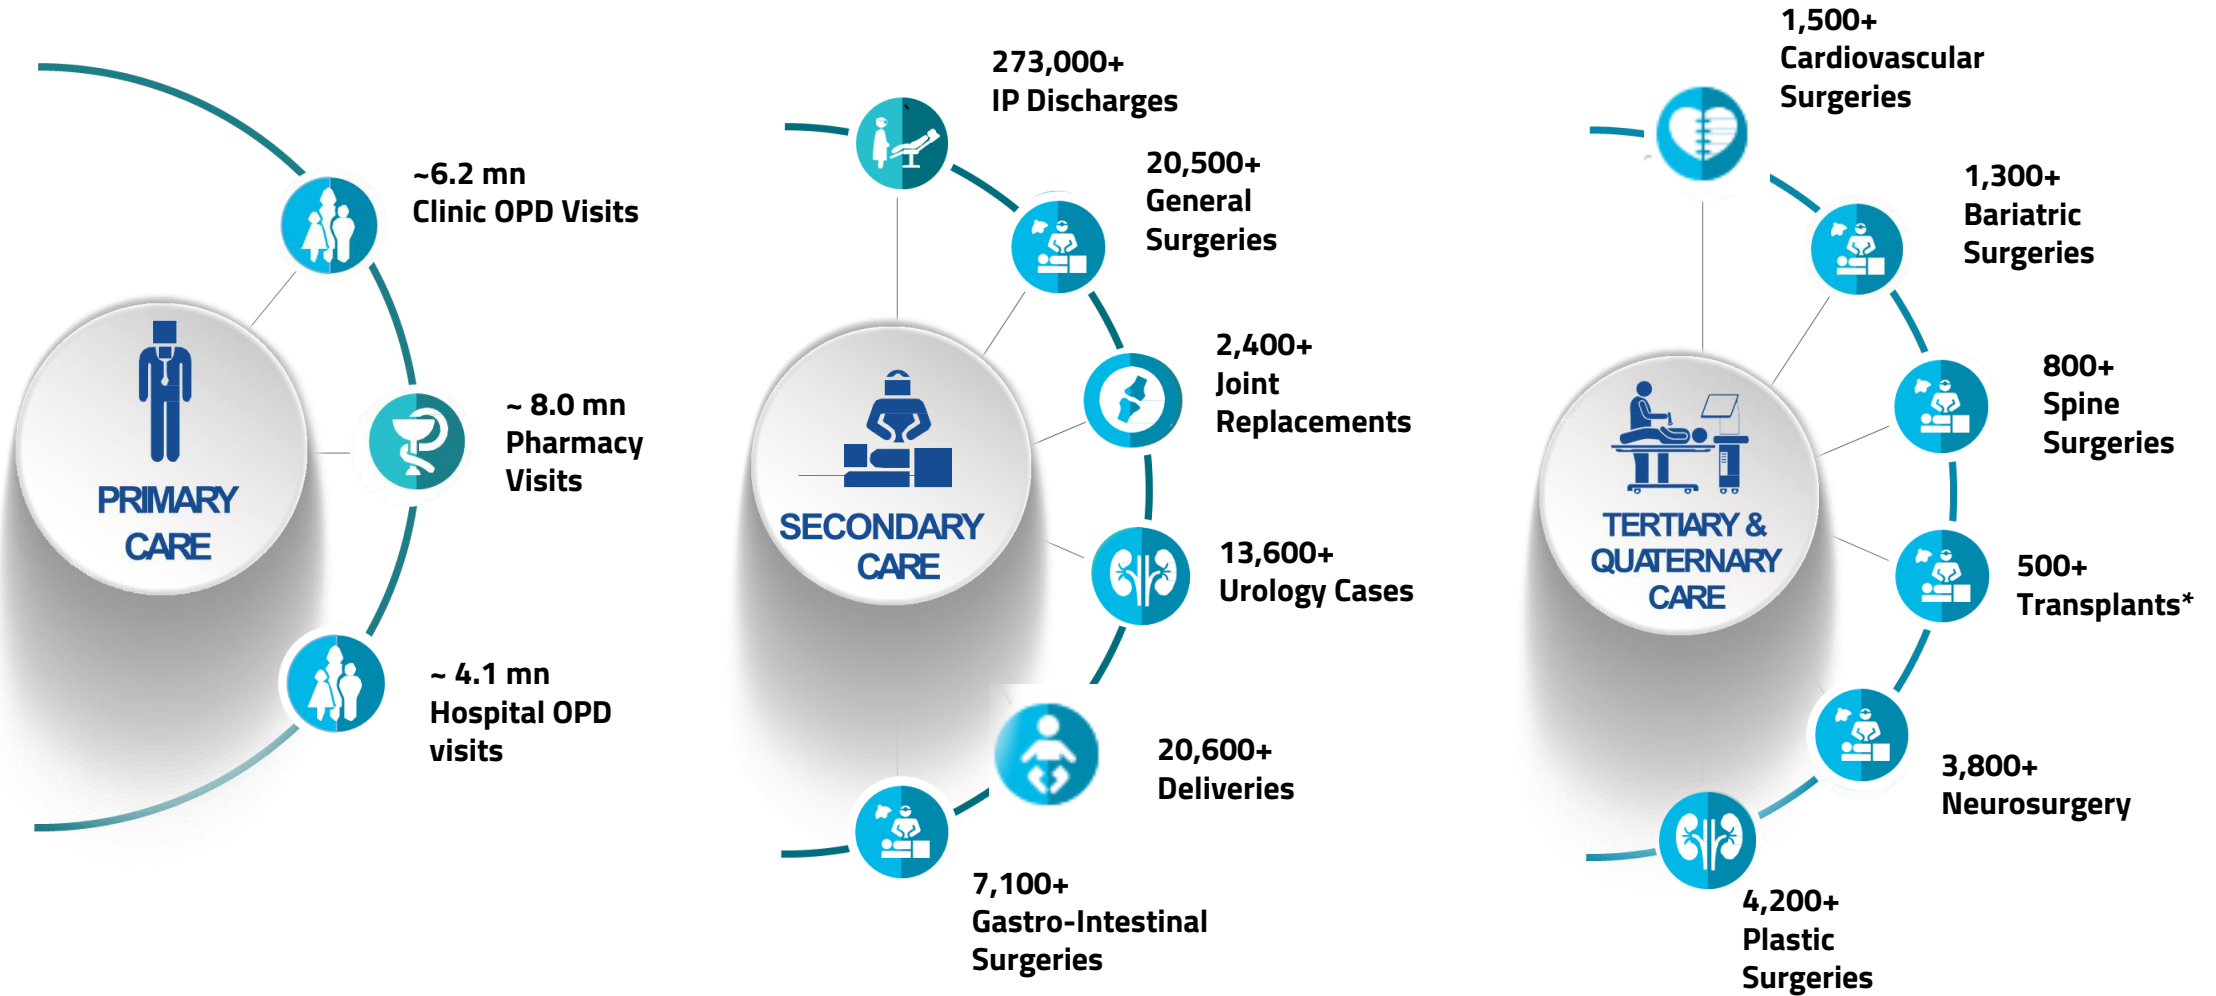 ~6.2 mn
Clinic OPD Visits
~ 8.0 mn
Pharmacy
Visits
~ 4.1 mn
Hospital OPD
visits
PRIMARY
CARE
273,000+
IP Discharges
20,500+
General
Surgeries
2,400+
Joint
Replacements
13,600+
Urology Cases
20,600+
Deliveries
7,100+
Gastro-Intestinal
Surgeries
SECONDARY
CARE
1,500+
Cardiovascular
Surgeries
1,300+
Bariatric
Surgeries
800+
Spine
Surgeries
500+
Transplants*
3,800+
Neurosurgery
4,200+
Plastic
Surgeries
TERTIARY &
QUATERNARY
CARE